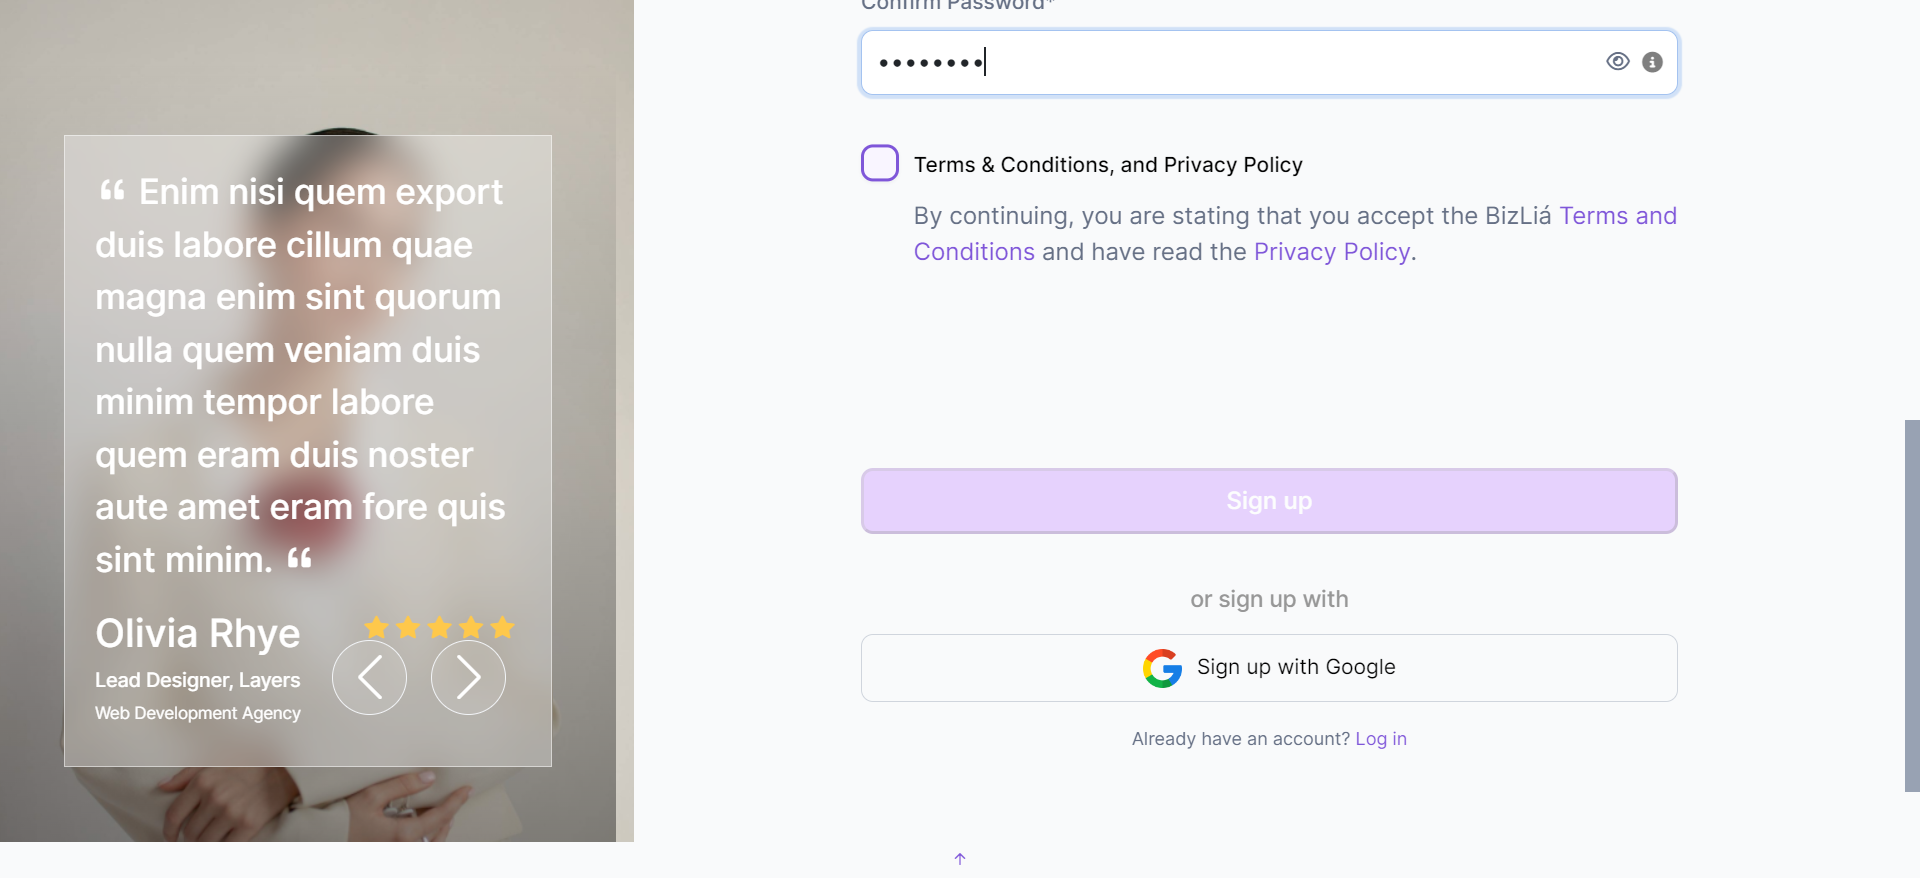 “ Enim nisi quem export
duis labore cillum quae
magna enim sint quorum
nulla quem veniam duis
minim tempor labore
quem eram duis noster
aute amet eram fore quis
sint minim. “
Olivia Rhye
Lead Designer, Layers
Web Development Agency
Confirm Password*
Terms & Conditions, and Privacy Policy
By continuing, you are stating that you accept the BizLiá Terms and
Conditions and have read the Privacy Policy.
Sign up
or sign up with
Sign up with Google
Already have an account? Log in